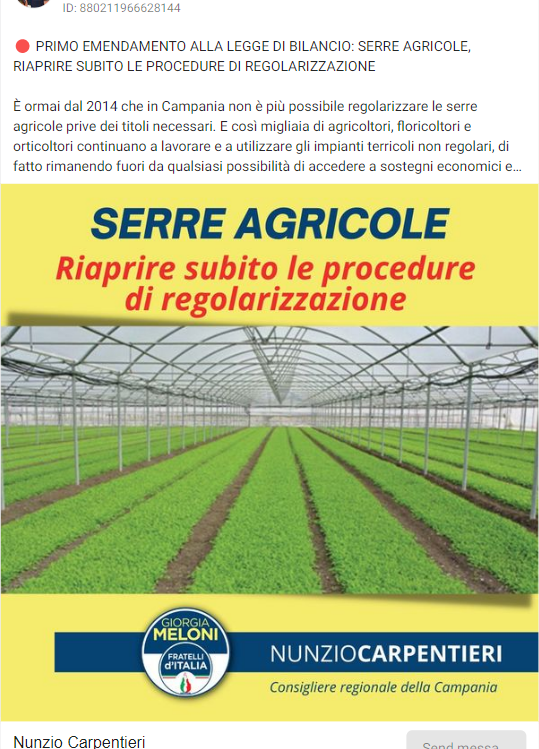 ID: 880211966628144
🔴 PRIMO EMENDAMENTO ALLA LEGGE DI BILANCIO: SERRE AGRICOLE,
RIAPRIRE SUBITO LE PROCEDURE DI REGOLARIZZAZIONE
È ormai dal 2014 che in Campania non è più possibile regolarizzare le serre
agricole prive dei titoli necessari. E così migliaia di agricoltori, floricoltori e
orticoltori continuano a lavorare e a utilizzare gli impianti terricoli non regolari, di
fatto rimanendo fuori da qualsiasi possibilità di accedere a sostegni economici e...
SERRE AGRICOLE
Riaprire subito le procedure
di regolarizzazione
GIORGIA
MELONI
FRATELLI
d'ITALIA
NUNZIOCARPENTIERI
Consigliere regionale della Campania
Nunzio Carpentieri
Send messa